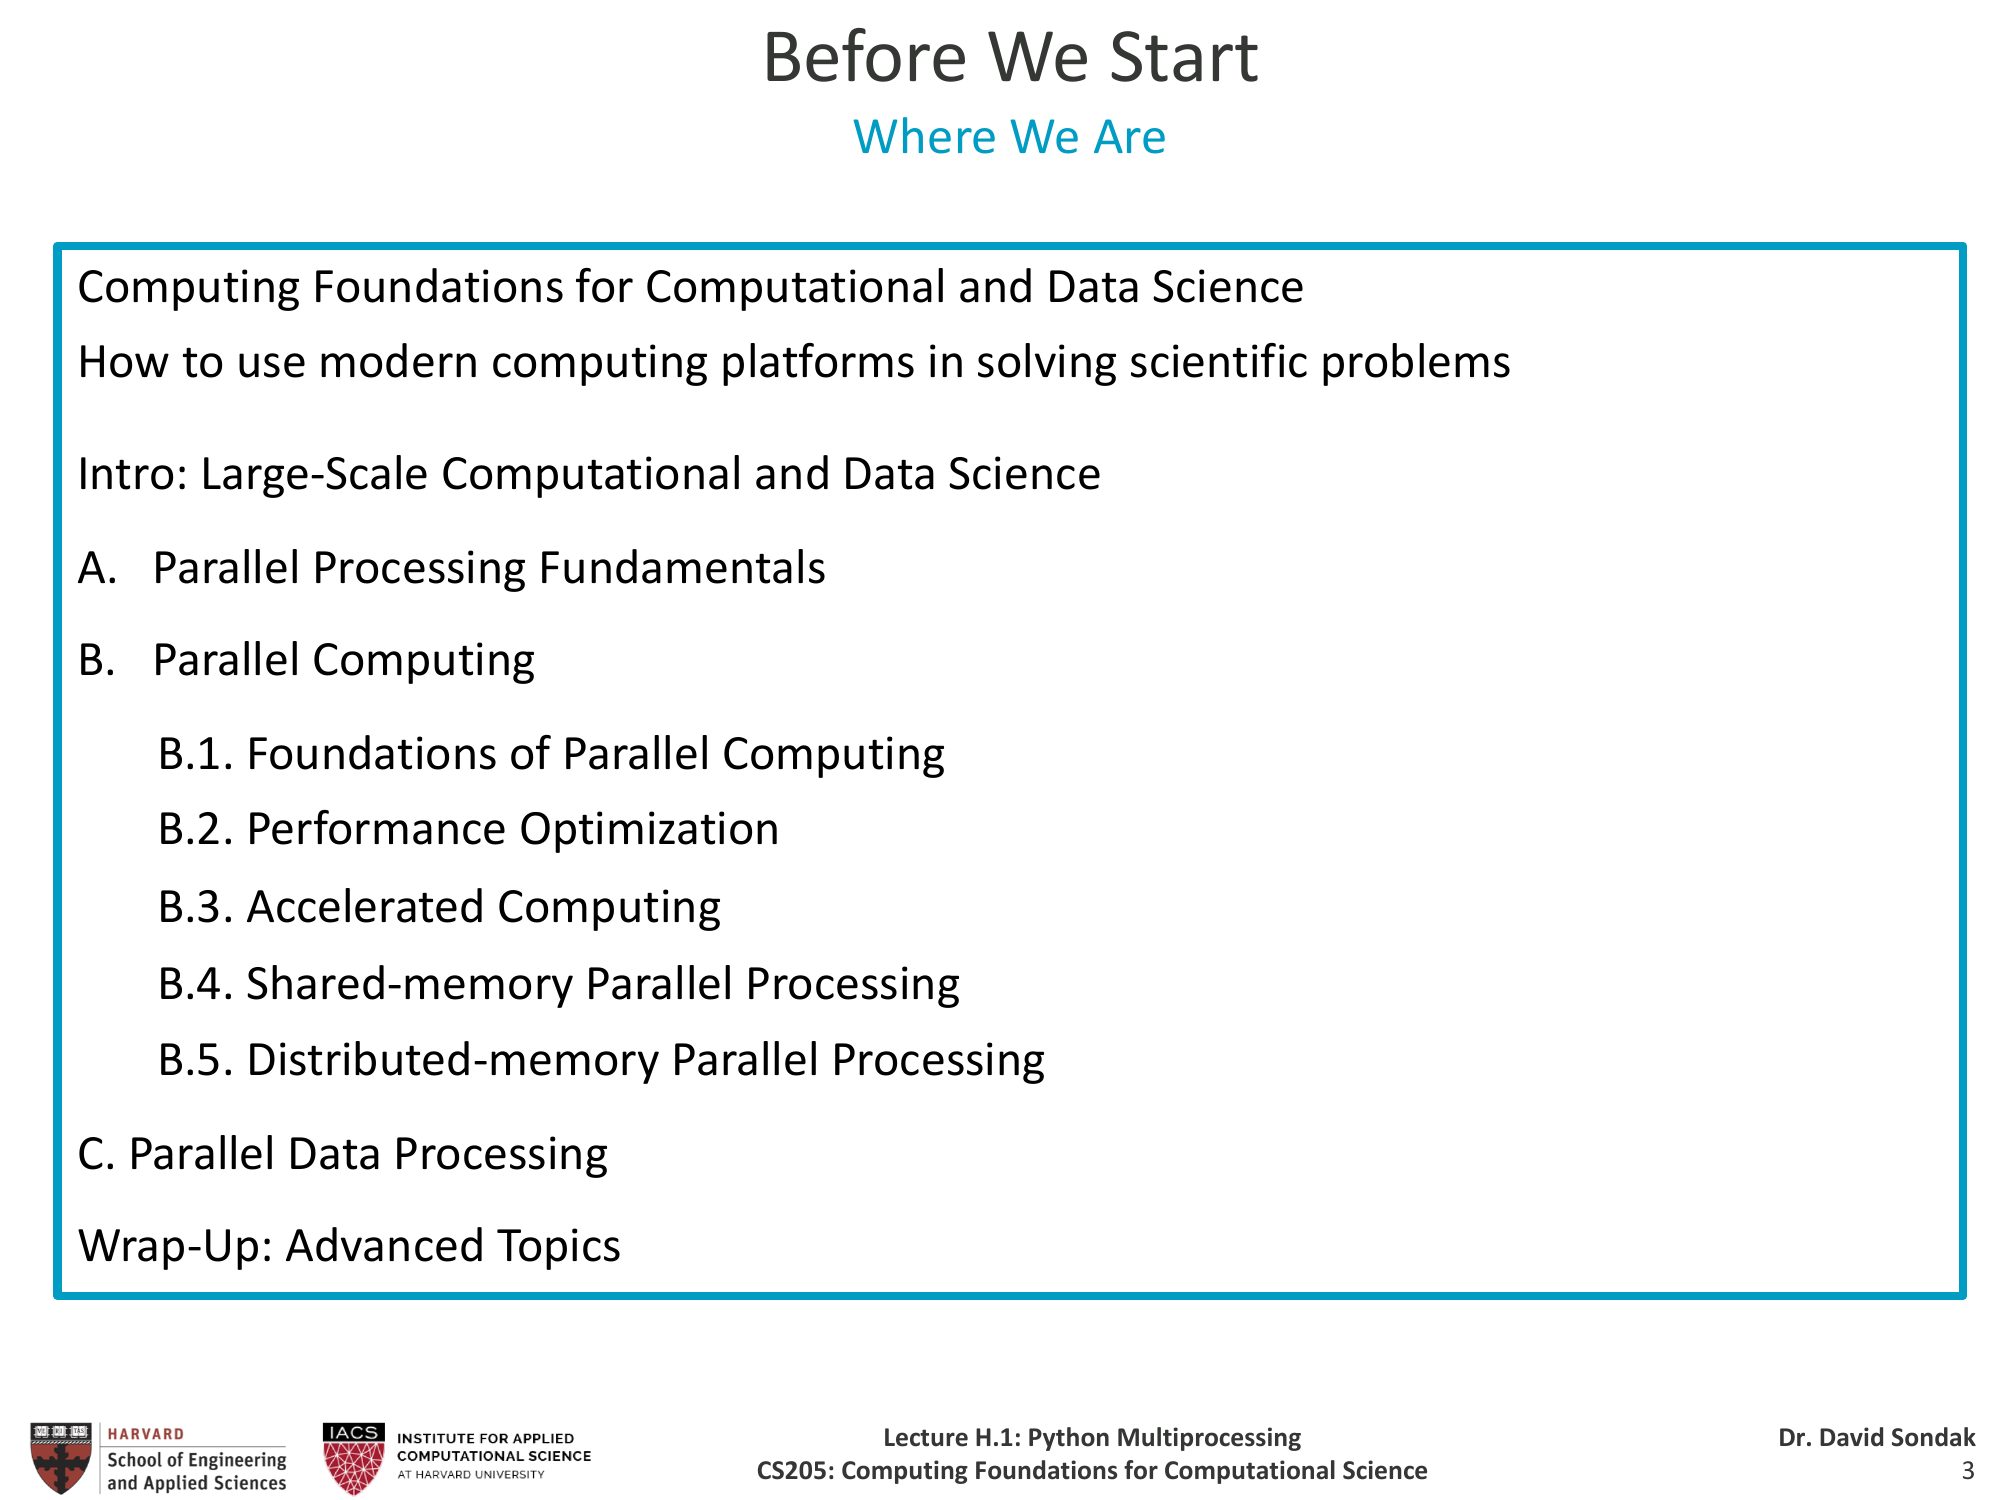 Before We Start
Where We Are
Computing Foundations for Computational and Data Science
How to use modern computing platforms in solving scientific problems
Intro: Large-Scale Computational and Data Science
A. Parallel Processing Fundamentals
B. Parallel Computing
B.1. Foundations of Parallel Computing
B.2. Performance Optimization
B.3. Accelerated Computing
B.4. Shared-memory Parallel Processing
B.5. Distributed-memory Parallel Processing
C. Parallel Data Processing
Wrap-Up: Advanced Topics
HARVARD
School of Engineering
and Applied Sciences
IACS
INSTITUTE FOR APPLIED
COMPUTATIONAL SCIENCE
AT HARVARD UNIVERSITY
Lecture H.1: Python Multiprocessing
CS205: Computing Foundations for Computational Science
Dr. David Sondak
3